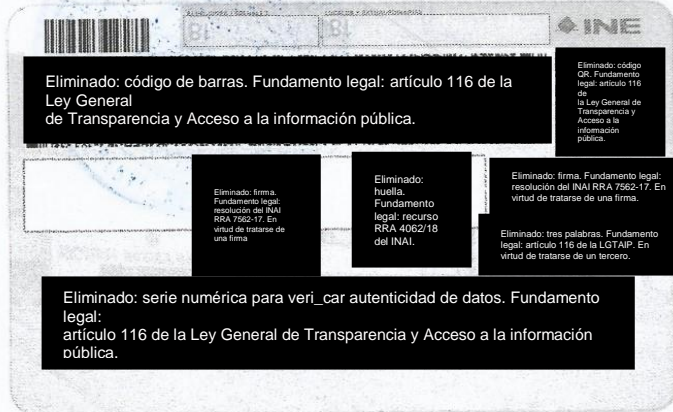 INE
Eliminado: código de barras. Fundamento legal: artículo 116 de la
Ley General
de Transparencia y Acceso a la información pública.
Eliminado: código
QR. Fundamento
legal: artículo 116
de
la Ley General de
Transparencia y
Acceso a la
información
pública.
Eliminado: firma.
Fundamento legal:
resolución del INAI
RRA 7562-17. En
virtud de tratarse de
una firma
Eliminado:
huella.
Fundamento
legal: recurso
RRA 4062/18
del INAI.
Eliminado: firma. Fundamento legal:
resolución del INAI RRA 7562-17. En
virtud de tratarse de una firma.
Eliminado: tres palabras. Fundamento
legal: artículo 116 de la LGTAIP. En
virtud de tratarse de un tercero.
Eliminado: serie numérica para veri_car autenticidad de datos. Fundamento
legal:
artículo 116 de la Ley General de Transparencia y Acceso a la información
pública.